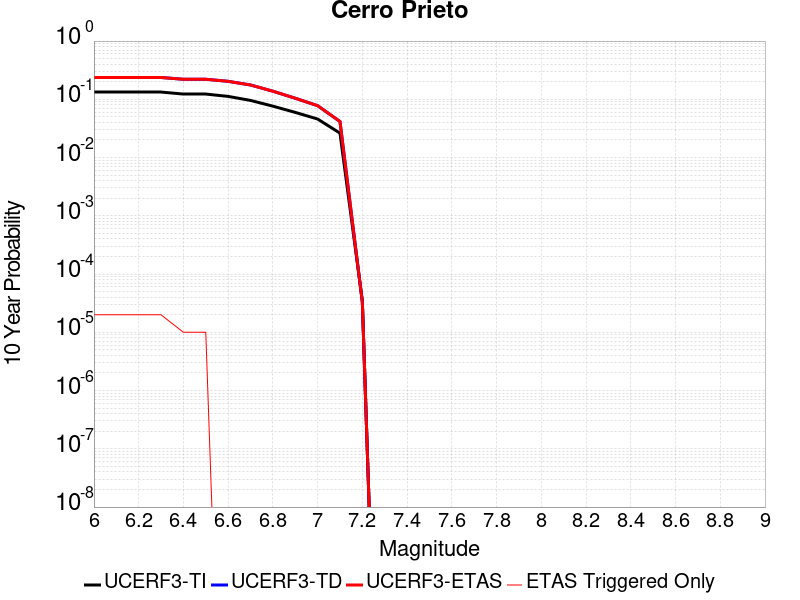 Cerro Prieto
10 Year Probability
10^0
10^-1
10^-2
10^-3
10^-4
10^-5
10^-6
10^-7
10^-8
6 6.2 6.4 6.6 6.8 7 7.2 7.4 7.6 7.8 8 8.2 8.4 8.6 8.8 9
Magnitude
UCERF3-TI UCERF3-TD UCERF3-ETAS ETAS Triggered Only